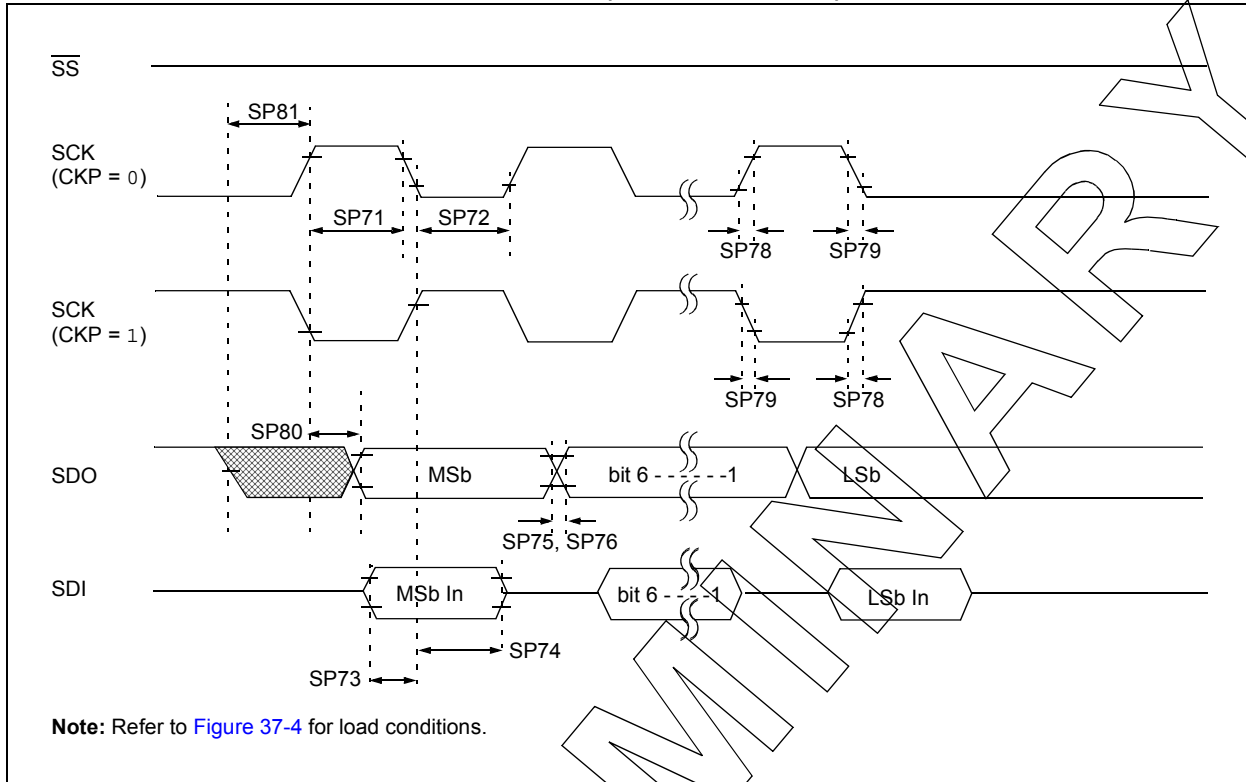 SS
SP81
SCK
(CKP = 0)
SP71
SP72
SP78
SP79
SCK
(CKP = 1)
SP79
SP78
SP80
SDO
MSb
bit 6 - - - - - -1
LSb
SP75, SP76
SDI
MSb In
bit 6 - - - - -1
LSb In
SP74
SP73
Note: Refer to Figure 37-4 for load conditions.
MINARY